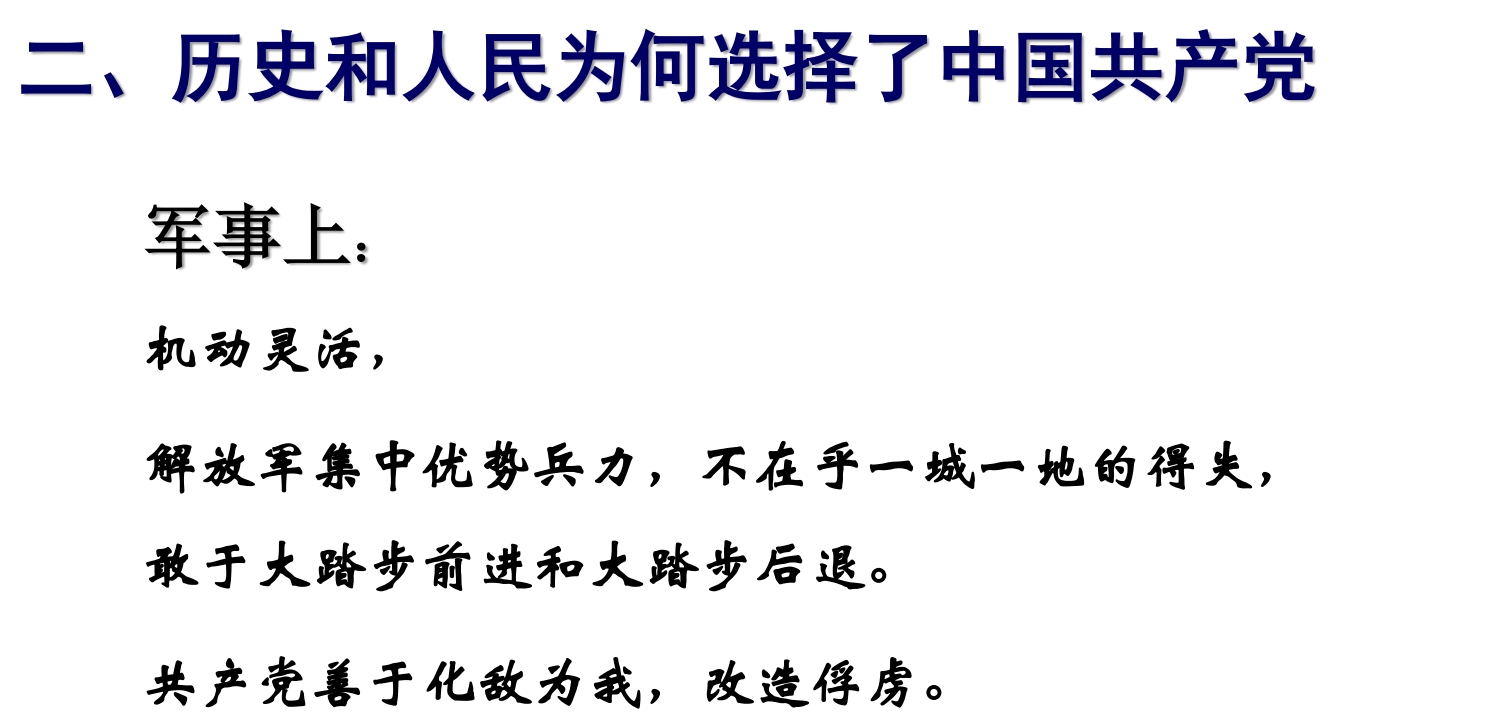 二、历史和人民为何选择了中国共产党
军事上：
机动灵活，
解放军集中优势兵力，不在乎一城一地的得失，
敢于大踏步前进和大踏步后退。
共产党善于化敌为我，改造俘虏。